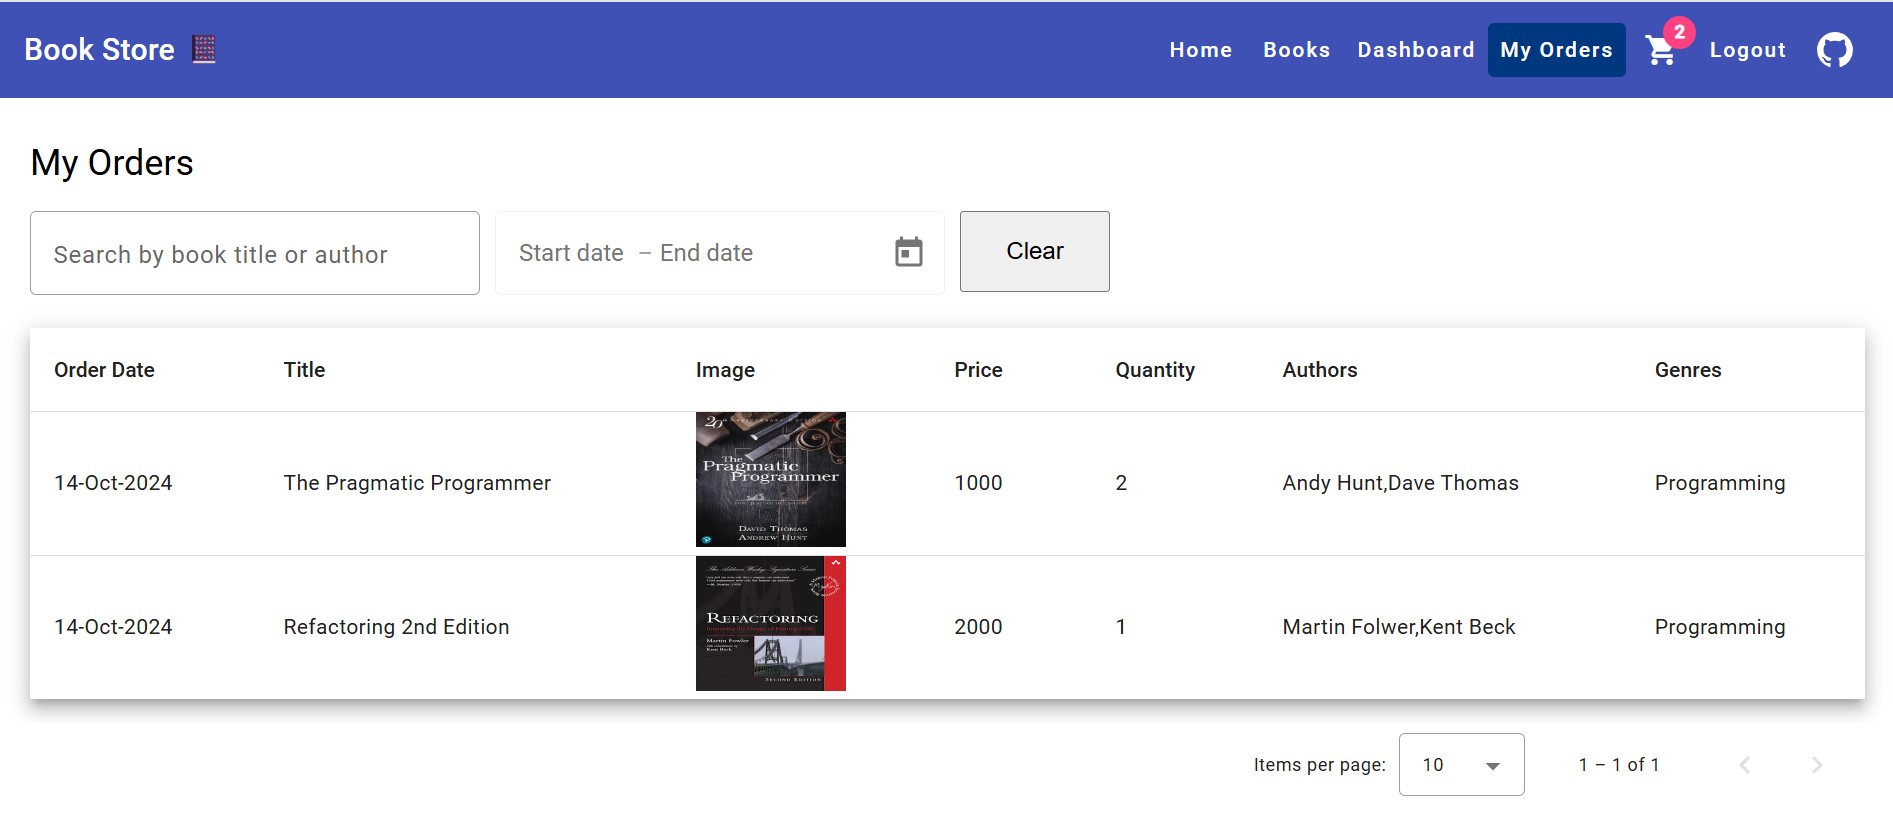 Book Store
Home Books Dashboard My Orders 2 Logout
My Orders
Search by book title or author
Start date – End date
Clear
Order Date Title Image Price Quantity Authors Genres
20
The
Pragmatic
Programmer
David Thomas
Andrew Hunt
14-Oct-2024 The Pragmatic Programmer 1000 2 Andy Hunt,Dave Thomas Programming
Refactoring
Martin Fowler
Kent Beck
Second Edition
14-Oct-2024 Refactoring 2nd Edition 2000 1 Martin Folwer,Kent Beck Programming
Items per page: 10 1 – 1 of 1